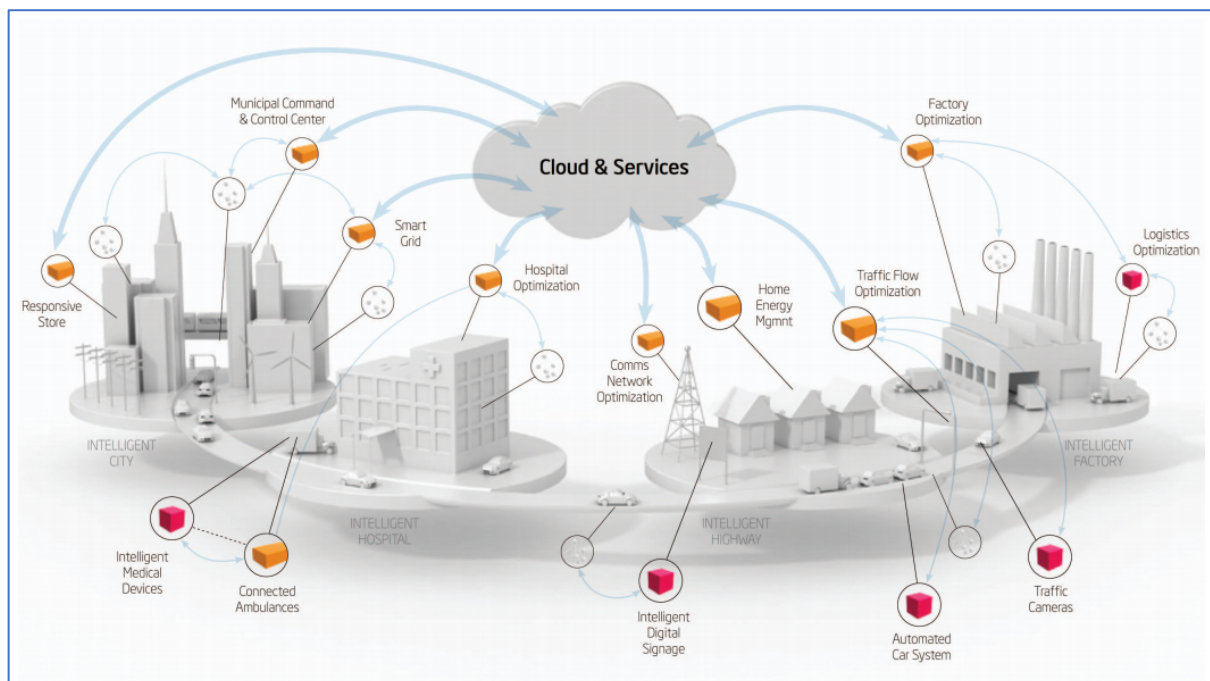 Municipal Command
& Control Center
Factory
Optimization
Cloud & Services
Smart
Grid
Logistics
Optimization
Hospital
Optimization
Home
Energy
Mgmnt
Traffic Flow
Optimization
Responsive
Store
Comms
Network
Optimization
INTELLIGENT
CITY
INTELLIGENT
FACTORY
INTELLIGENT
HOSPITAL
INTELLIGENT
HIGHWAY
Intelligent
Medical
Devices
Connected
Ambulances
Intelligent
Digital
Signage
Automated
Car System
Traffic
Cameras